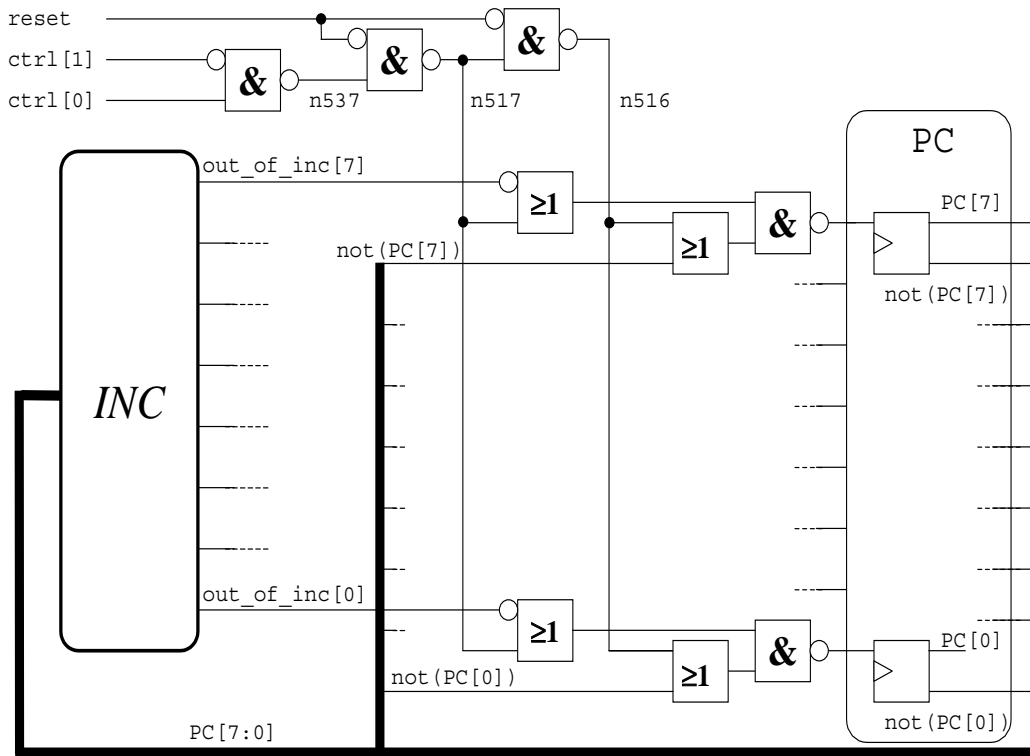 reset
ctrl[1]
ctrl[0]
&
&
&
n537
n517
n516
PC
out_of_inc[7]
≥1
&
PC[7]
≥1
not(PC[7])
not(PC[7])
INC
out_of_inc[0]
≥1
&
PC[0]
≥1
not(PC[0])
not(PC[0])
PC[7:0]